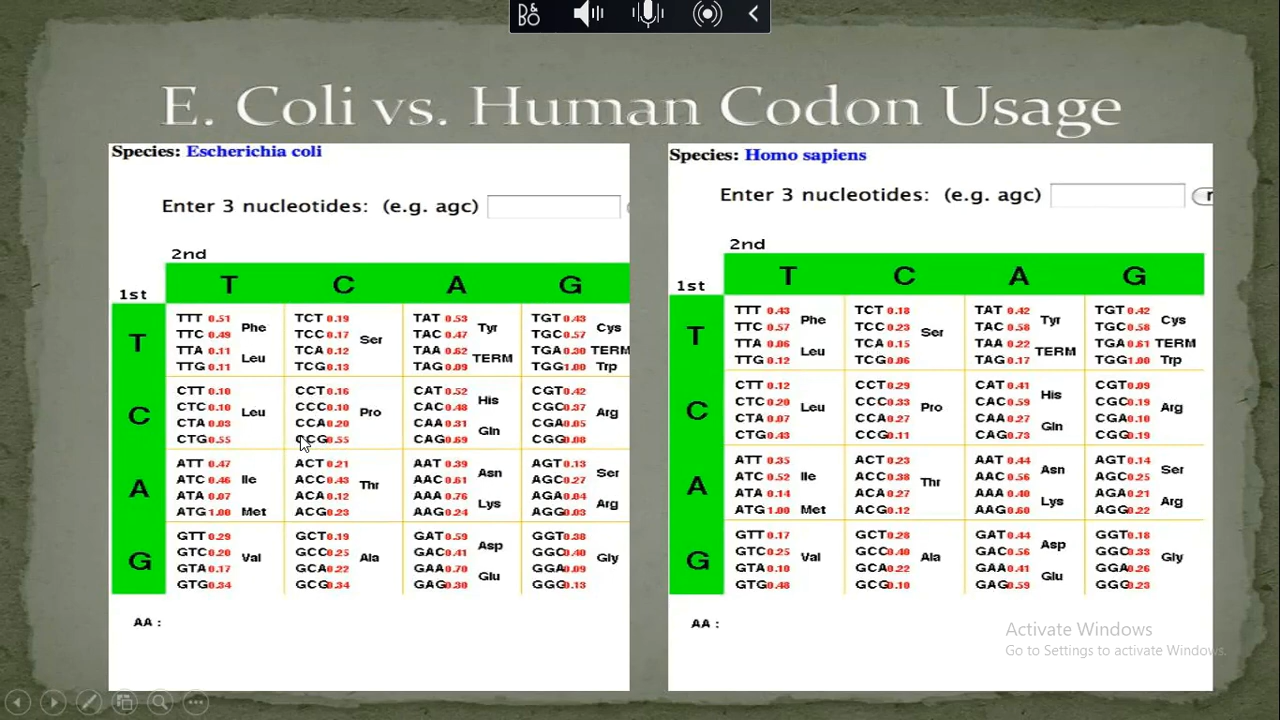 B&O
E. Coli vs. Human Codon Usage
Species: Escherichia coli
Enter 3 nucleotides: (e.g. agc)
2nd
1st
T C A G
T
TTT 0.51 TCT 0.19 TAT 0.53 TGT 0.43
Phe Tyr Cys
TTC 0.49 TCC 0.17 TAC 0.47 TGC 0.57
Ser
TTA 0.11 TCA 0.12 TAA 0.62 TGA 0.30 TERM
Leu TERM
TTG 0.11 TCG 0.13 TAG 0.09 TGG 1.00 Trp
C
CTT 0.10 CCT 0.16 CAT 0.52 CGT 0.42
His
CTC 0.10 CCC 0.10 CAC 0.48 CGC 0.37
Leu Pro Arg
CTA 0.03 CCA 0.20 CAA 0.31 CGA 0.05
Gln
CTG 0.55 CCG 0.55 CAG 0.69 CGG 0.08
A
ATT 0.47 ACT 0.21 AAT 0.39 AGT 0.13
Asn Ser
ATC 0.46 Ile ACC 0.43 AAC 0.61 AGC 0.27
Thr
ATA 0.07 ACA 0.12 AAA 0.76 AGA 0.04
Lys Arg
ATG 1.00 Met ACG 0.23 AAG 0.24 AGG 0.03
G
GTT 0.29 GCT 0.19 GAT 0.59 GGT 0.38
Asp
GTC 0.20 GCC 0.25 GAC 0.41 GGC 0.40
Val Ala Gly
GTA 0.17 GCA 0.22 GAA 0.70 GGA 0.09
Glu
GTG 0.34 GCG 0.34 GAG 0.30 GGG 0.13
AA :
Species: Homo sapiens
Enter 3 nucleotides: (e.g. agc)
2nd
1st
T C A G
T
TTT 0.43 TCT 0.18 TAT 0.42 TGT 0.42
Phe Tyr Cys
TTC 0.57 TCC 0.23 TAC 0.58 TGC 0.58
Ser
TTA 0.06 TCA 0.15 TAA 0.22 TGA 0.61 TERM
Leu TERM
TTG 0.12 TCG 0.06 TAG 0.17 TGG 1.00 Trp
C
CTT 0.12 CCT 0.29 CAT 0.41 CGT 0.09
His
CTC 0.20 CCC 0.33 CAC 0.59 CGC 0.19
Leu Pro Arg
CTA 0.07 CCA 0.27 CAA 0.27 CGA 0.10
Gln
CTG 0.43 CCG 0.11 CAG 0.73 CGG 0.19
A
ATT 0.35 ACT 0.23 AAT 0.44 AGT 0.14
Asn Ser
ATC 0.52 Ile ACC 0.38 AAC 0.56 AGC 0.25
Thr
ATA 0.14 ACA 0.27 AAA 0.40 AGA 0.21
Lys Arg
ATG 1.00 Met ACG 0.12 AAG 0.60 AGG 0.22
G
GTT 0.17 GCT 0.28 GAT 0.44 GGT 0.18
Asp
GTC 0.25 GCC 0.40 GAC 0.56 GGC 0.33
Val Ala Gly
GTA 0.10 GCA 0.22 GAA 0.41 GGA 0.26
Glu
GTG 0.48 GCG 0.10 GAG 0.59 GGG 0.23
AA :
Activate Windows
Go to Settings to activate Windows.